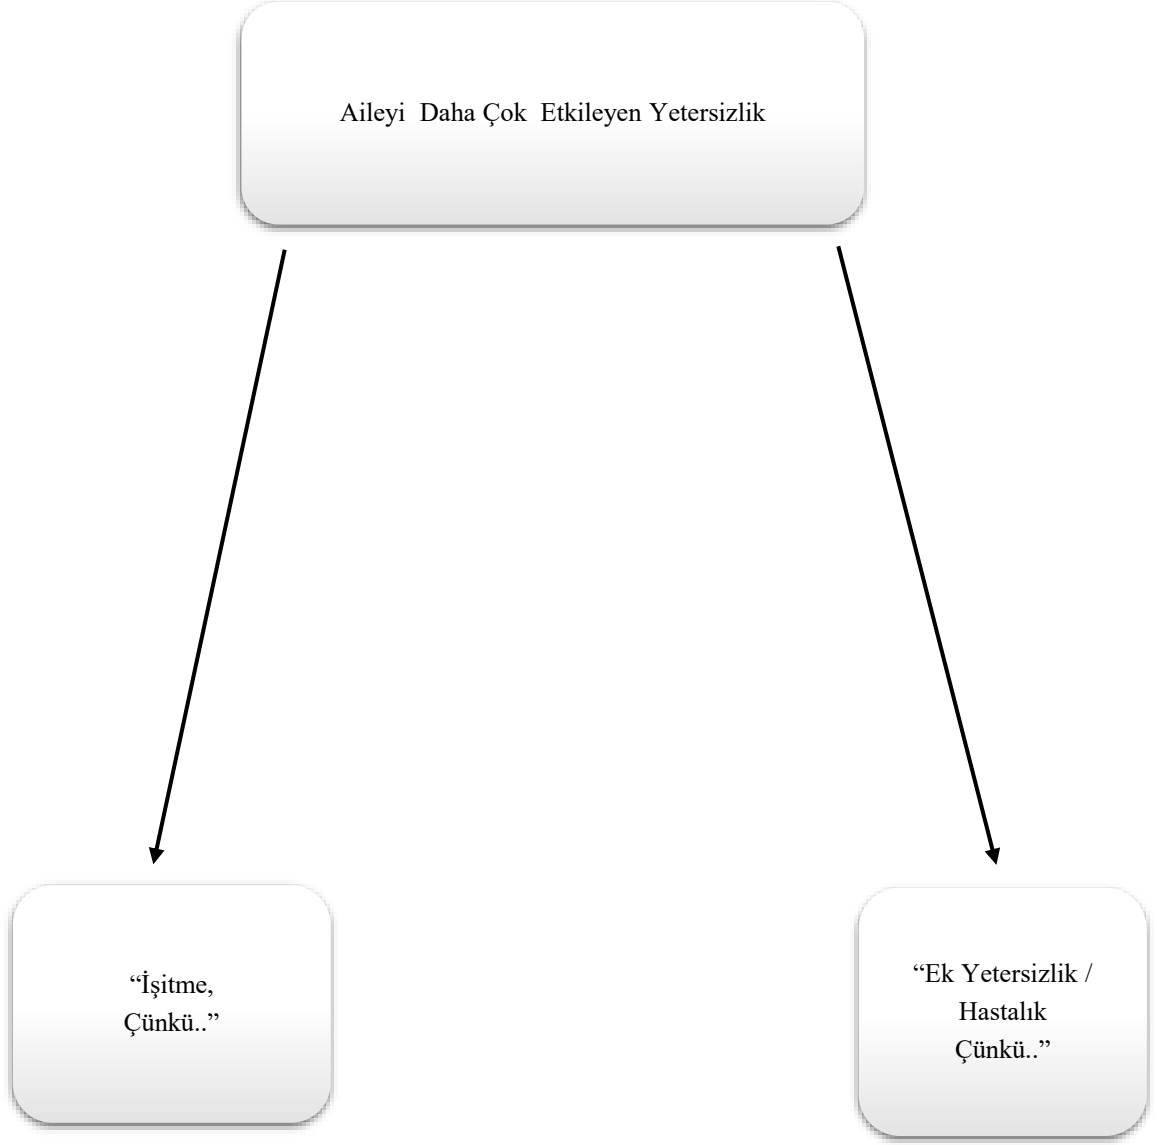 Aileyi Daha Çok Etkileyen Yetersizlik
“İşitme,
Çünkü..”
“Ek Yetersizlik /
Hastalık
Çünkü..”